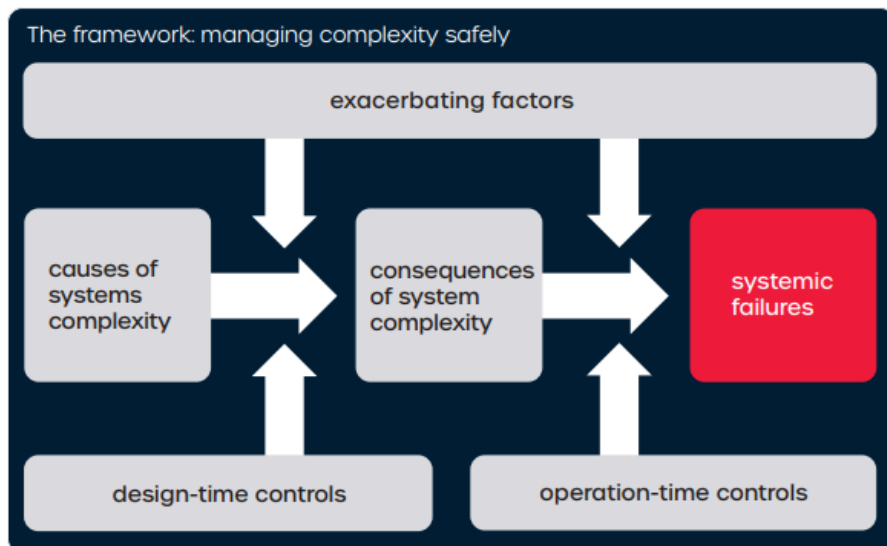 The framework: managing complexity safely
exacerbating factors
causes of
systems
complexity
consequences
of system
complexity
systemic
failures
design-time controls
operation-time controls